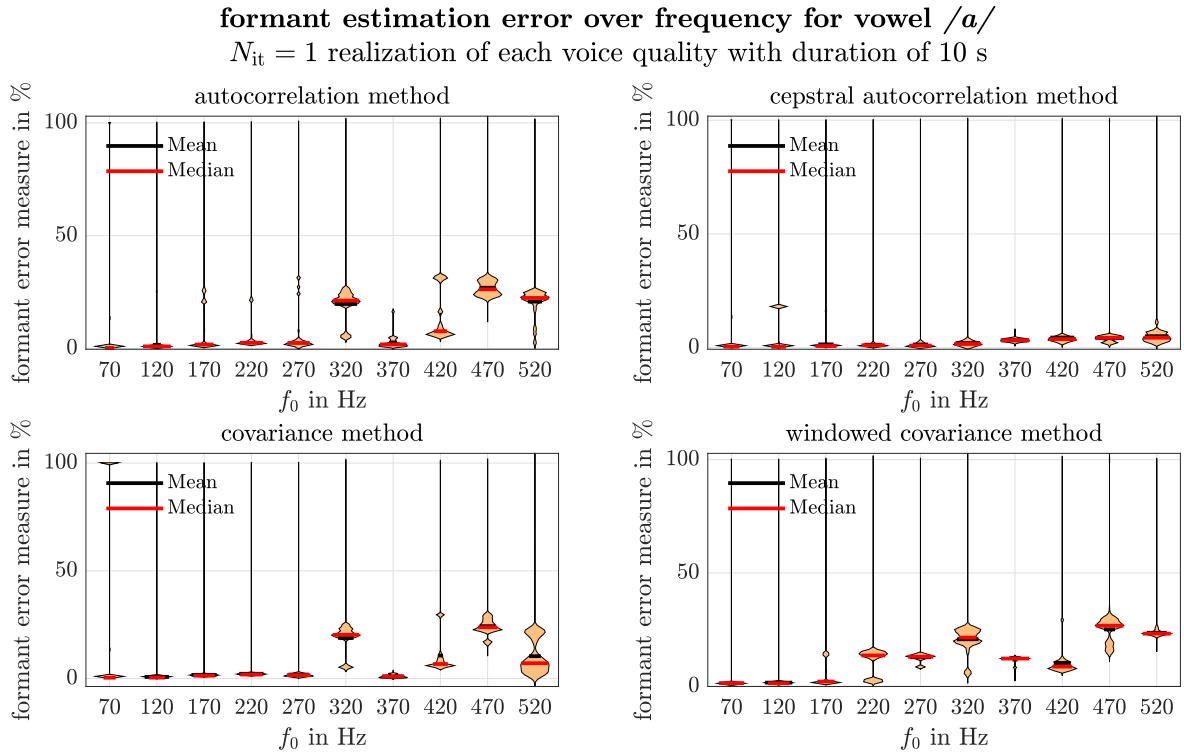 formant estimation error over frequency for vowel /a/
N_it = 1 realization of each voice quality with duration of 10 s
autocorrelation method
formant error measure in %
100
50
0
Mean
Median
70 120 170 220 270 320 370 420 470 520
f_0 in Hz
cepstral autocorrelation method
formant error measure in %
100
50
0
Mean
Median
70 120 170 220 270 320 370 420 470 520
f_0 in Hz
covariance method
formant error measure in %
100
50
0
Mean
Median
70 120 170 220 270 320 370 420 470 520
f_0 in Hz
windowed covariance method
formant error measure in %
100
50
0
Mean
Median
70 120 170 220 270 320 370 420 470 520
f_0 in Hz